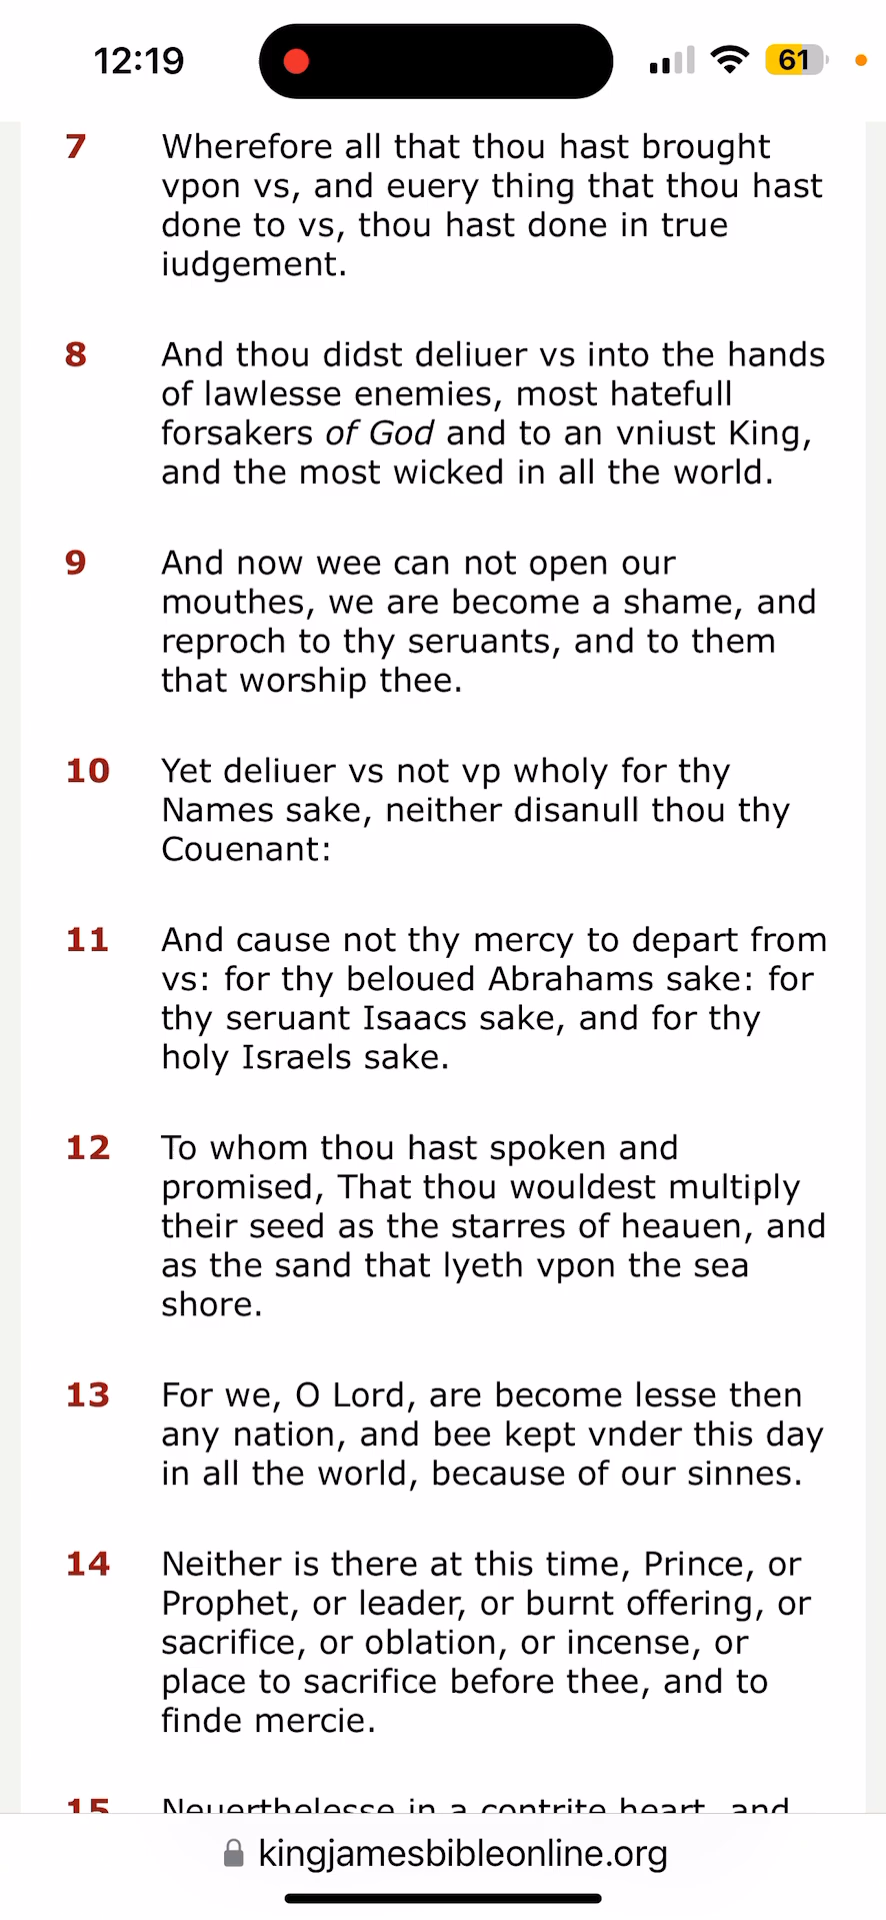 12:19
61
7 Wherefore all that thou hast brought
vpon vs, and euery thing that thou hast
done to vs, thou hast done in true
iudgement.
8 And thou didst deliuer vs into the hands
of lawlesse enemies, most hatefull
forsakers of God and to an vniust King,
and the most wicked in all the world.
9 And now wee can not open our
mouthes, we are become a shame, and
reproch to thy seruants, and to them
that worship thee.
10 Yet deliuer vs not vp wholy for thy
Names sake, neither disanull thou thy
Couenant:
11 And cause not thy mercy to depart from
vs: for thy beloued Abrahams sake: for
thy seruant Isaacs sake, and for thy
holy Israels sake.
12 To whom thou hast spoken and
promised, That thou wouldest multiply
their seed as the starres of heauen, and
as the sand that lyeth vpon the sea
shore.
13 For we, O Lord, are become lesse then
any nation, and bee kept vnder this day
in all the world, because of our sinnes.
14 Neither is there at this time, Prince, or
Prophet, or leader, or burnt offering, or
sacrifice, or oblation, or incense, or
place to sacrifice before thee, and to
finde mercie.
15 Neuerthelesse in a contrite heart, and
kingjamesbibleonline.org